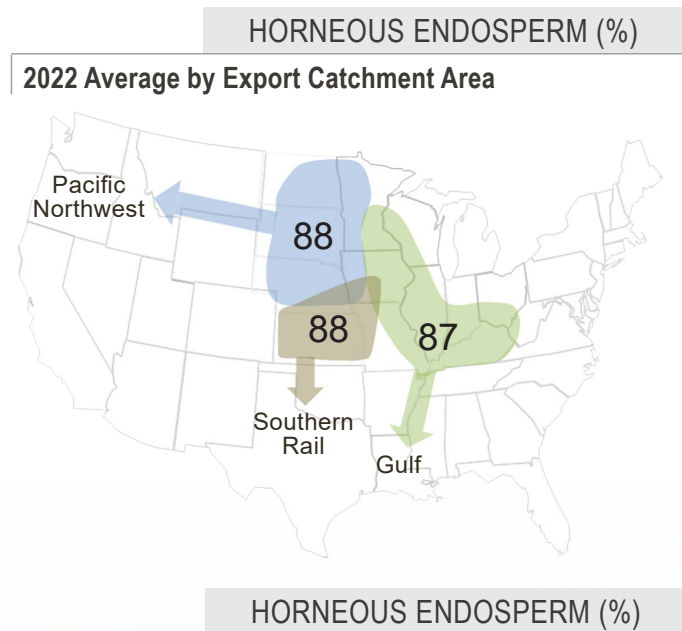 HORNEOUS ENDOSPERM (%)
2022 Average by Export Catchment Area
Pacific
Northwest
88
88
87
Southern
Rail
Gulf
HORNEOUS ENDOSPERM (%)